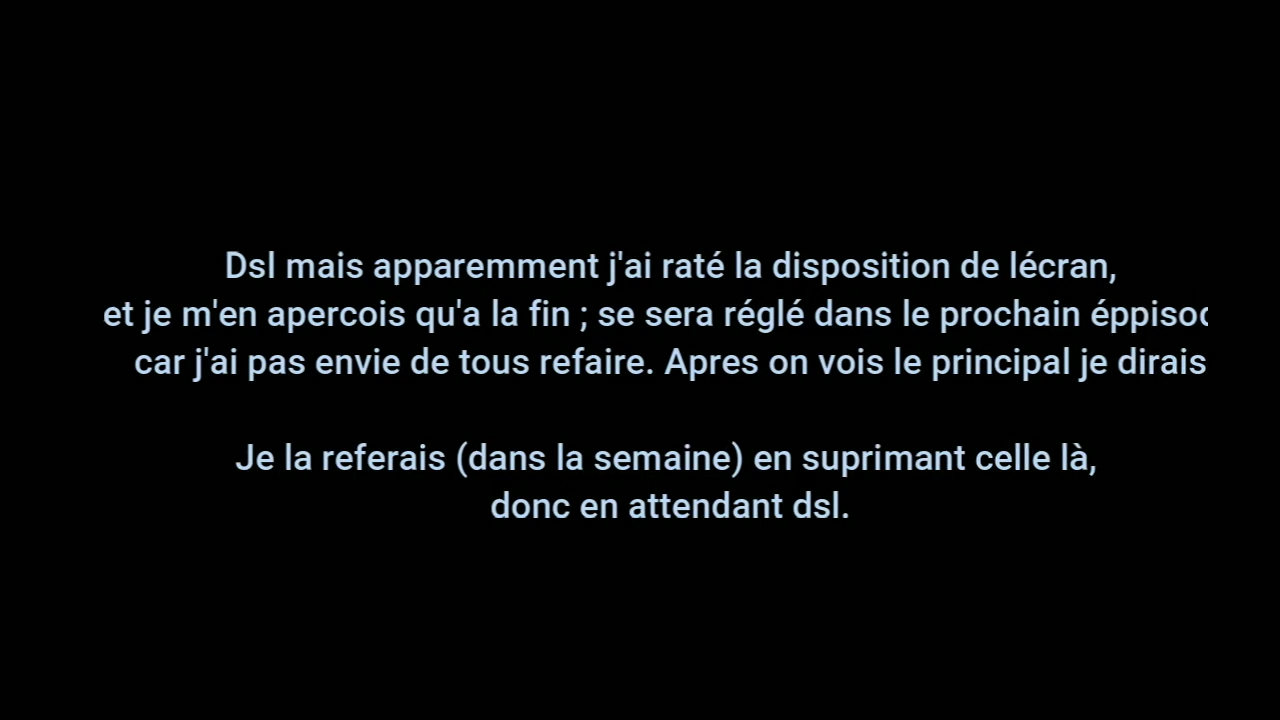 Dsl mais apparemment j'ai raté la disposition de lécran,
et je m'en apercois qu'a la fin ; se sera réglé dans le prochain
car j'ai pas envie de tous refaire. Apres on vois le principal je dirais
Je la referais (dans la semaine) en suprimant celle là,
donc en attendant dsl.